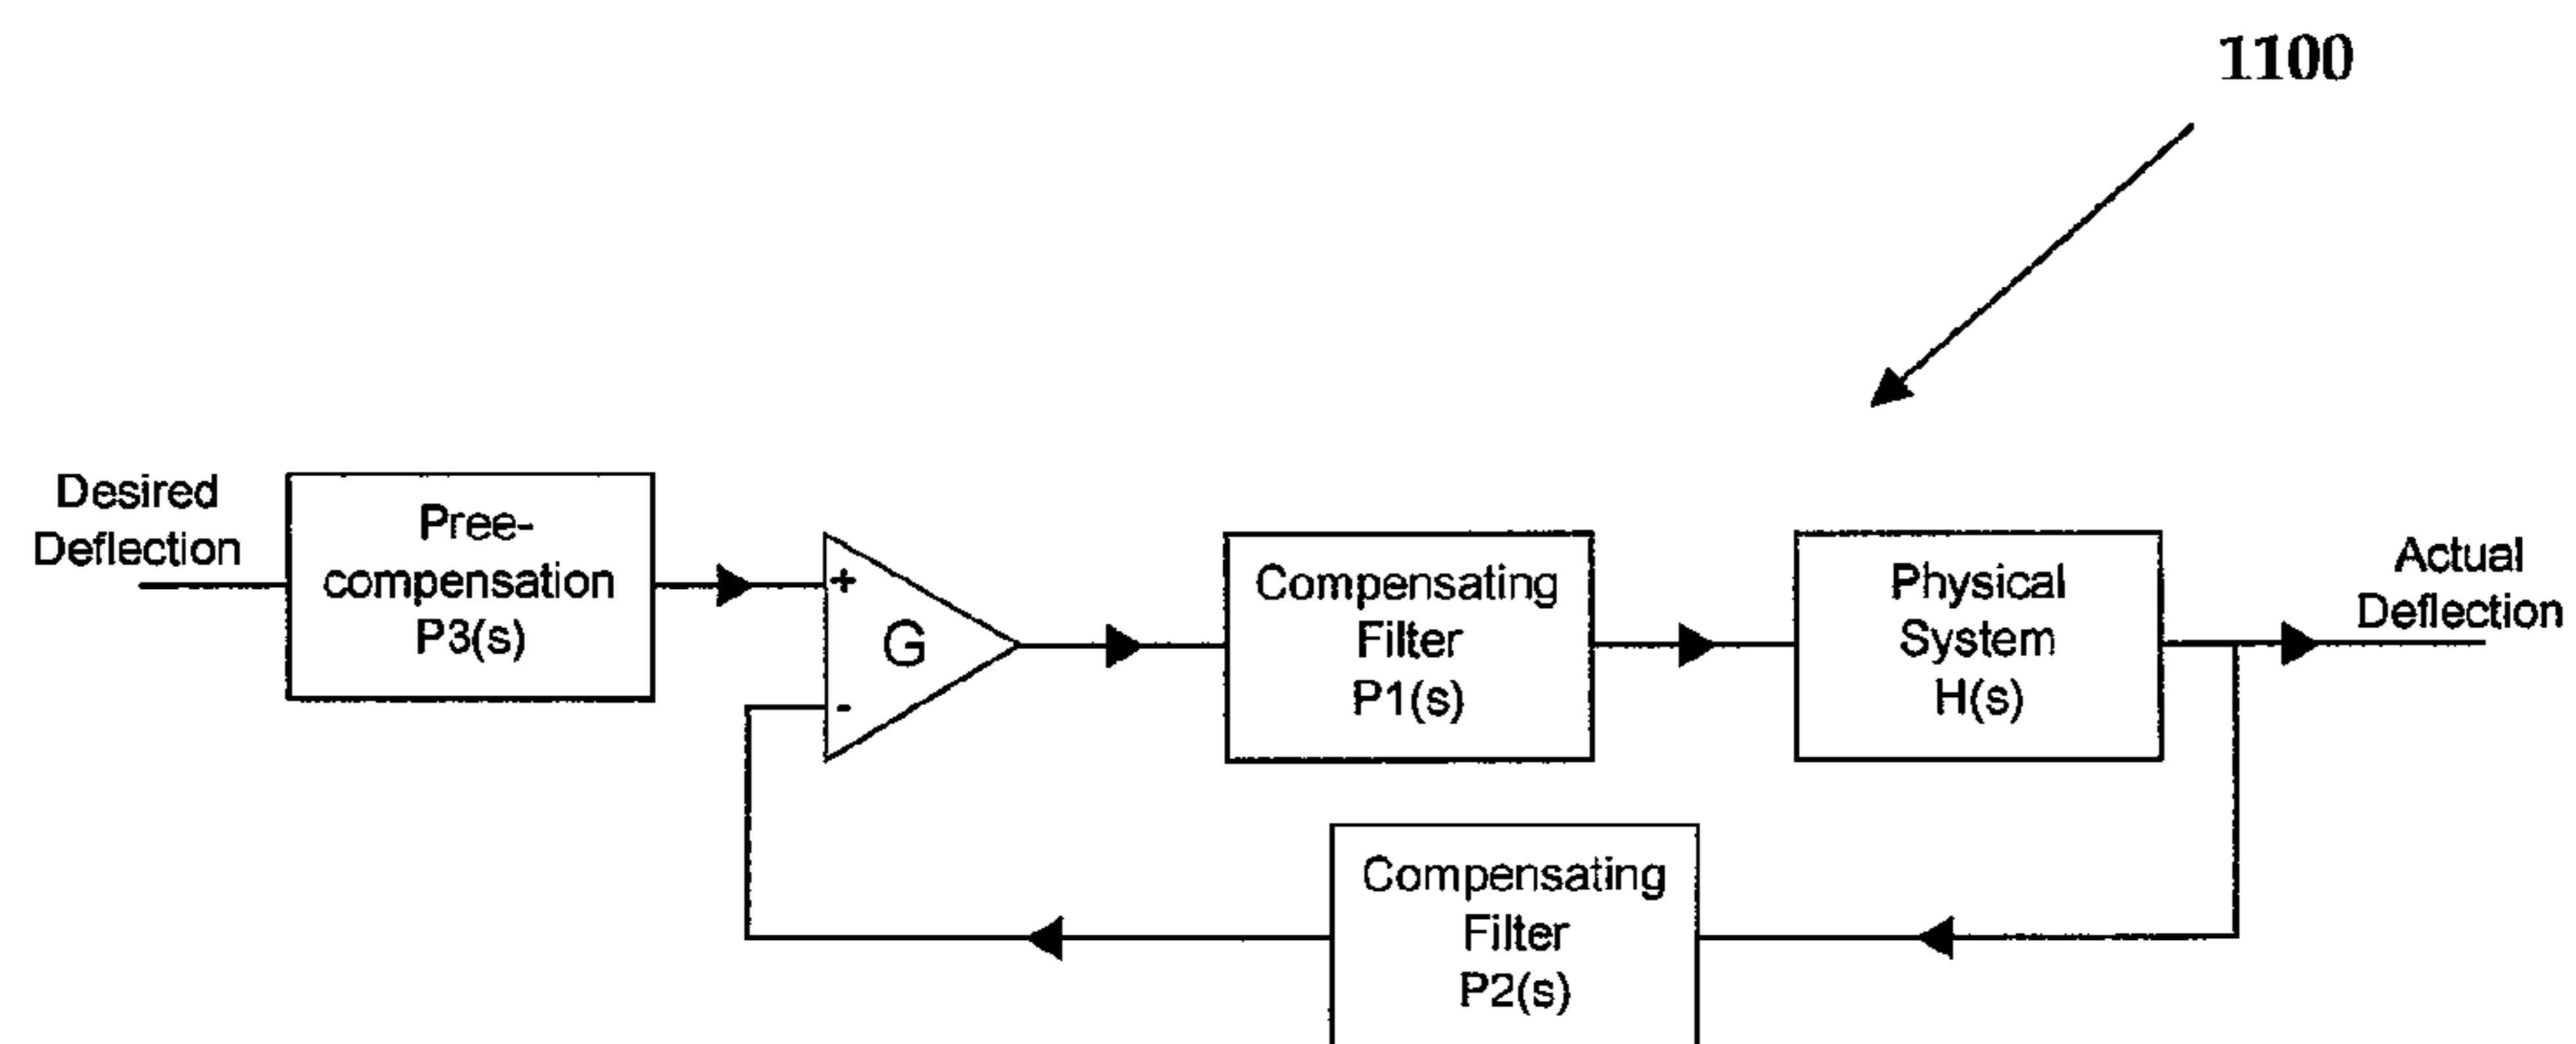 1100
Desired
Deflection
Pree-
compensation
P3(s)
+
G
-
Compensating
Filter
P1(s)
Physical
System
H(s)
Actual
Deflection
Compensating
Filter
P2(s)